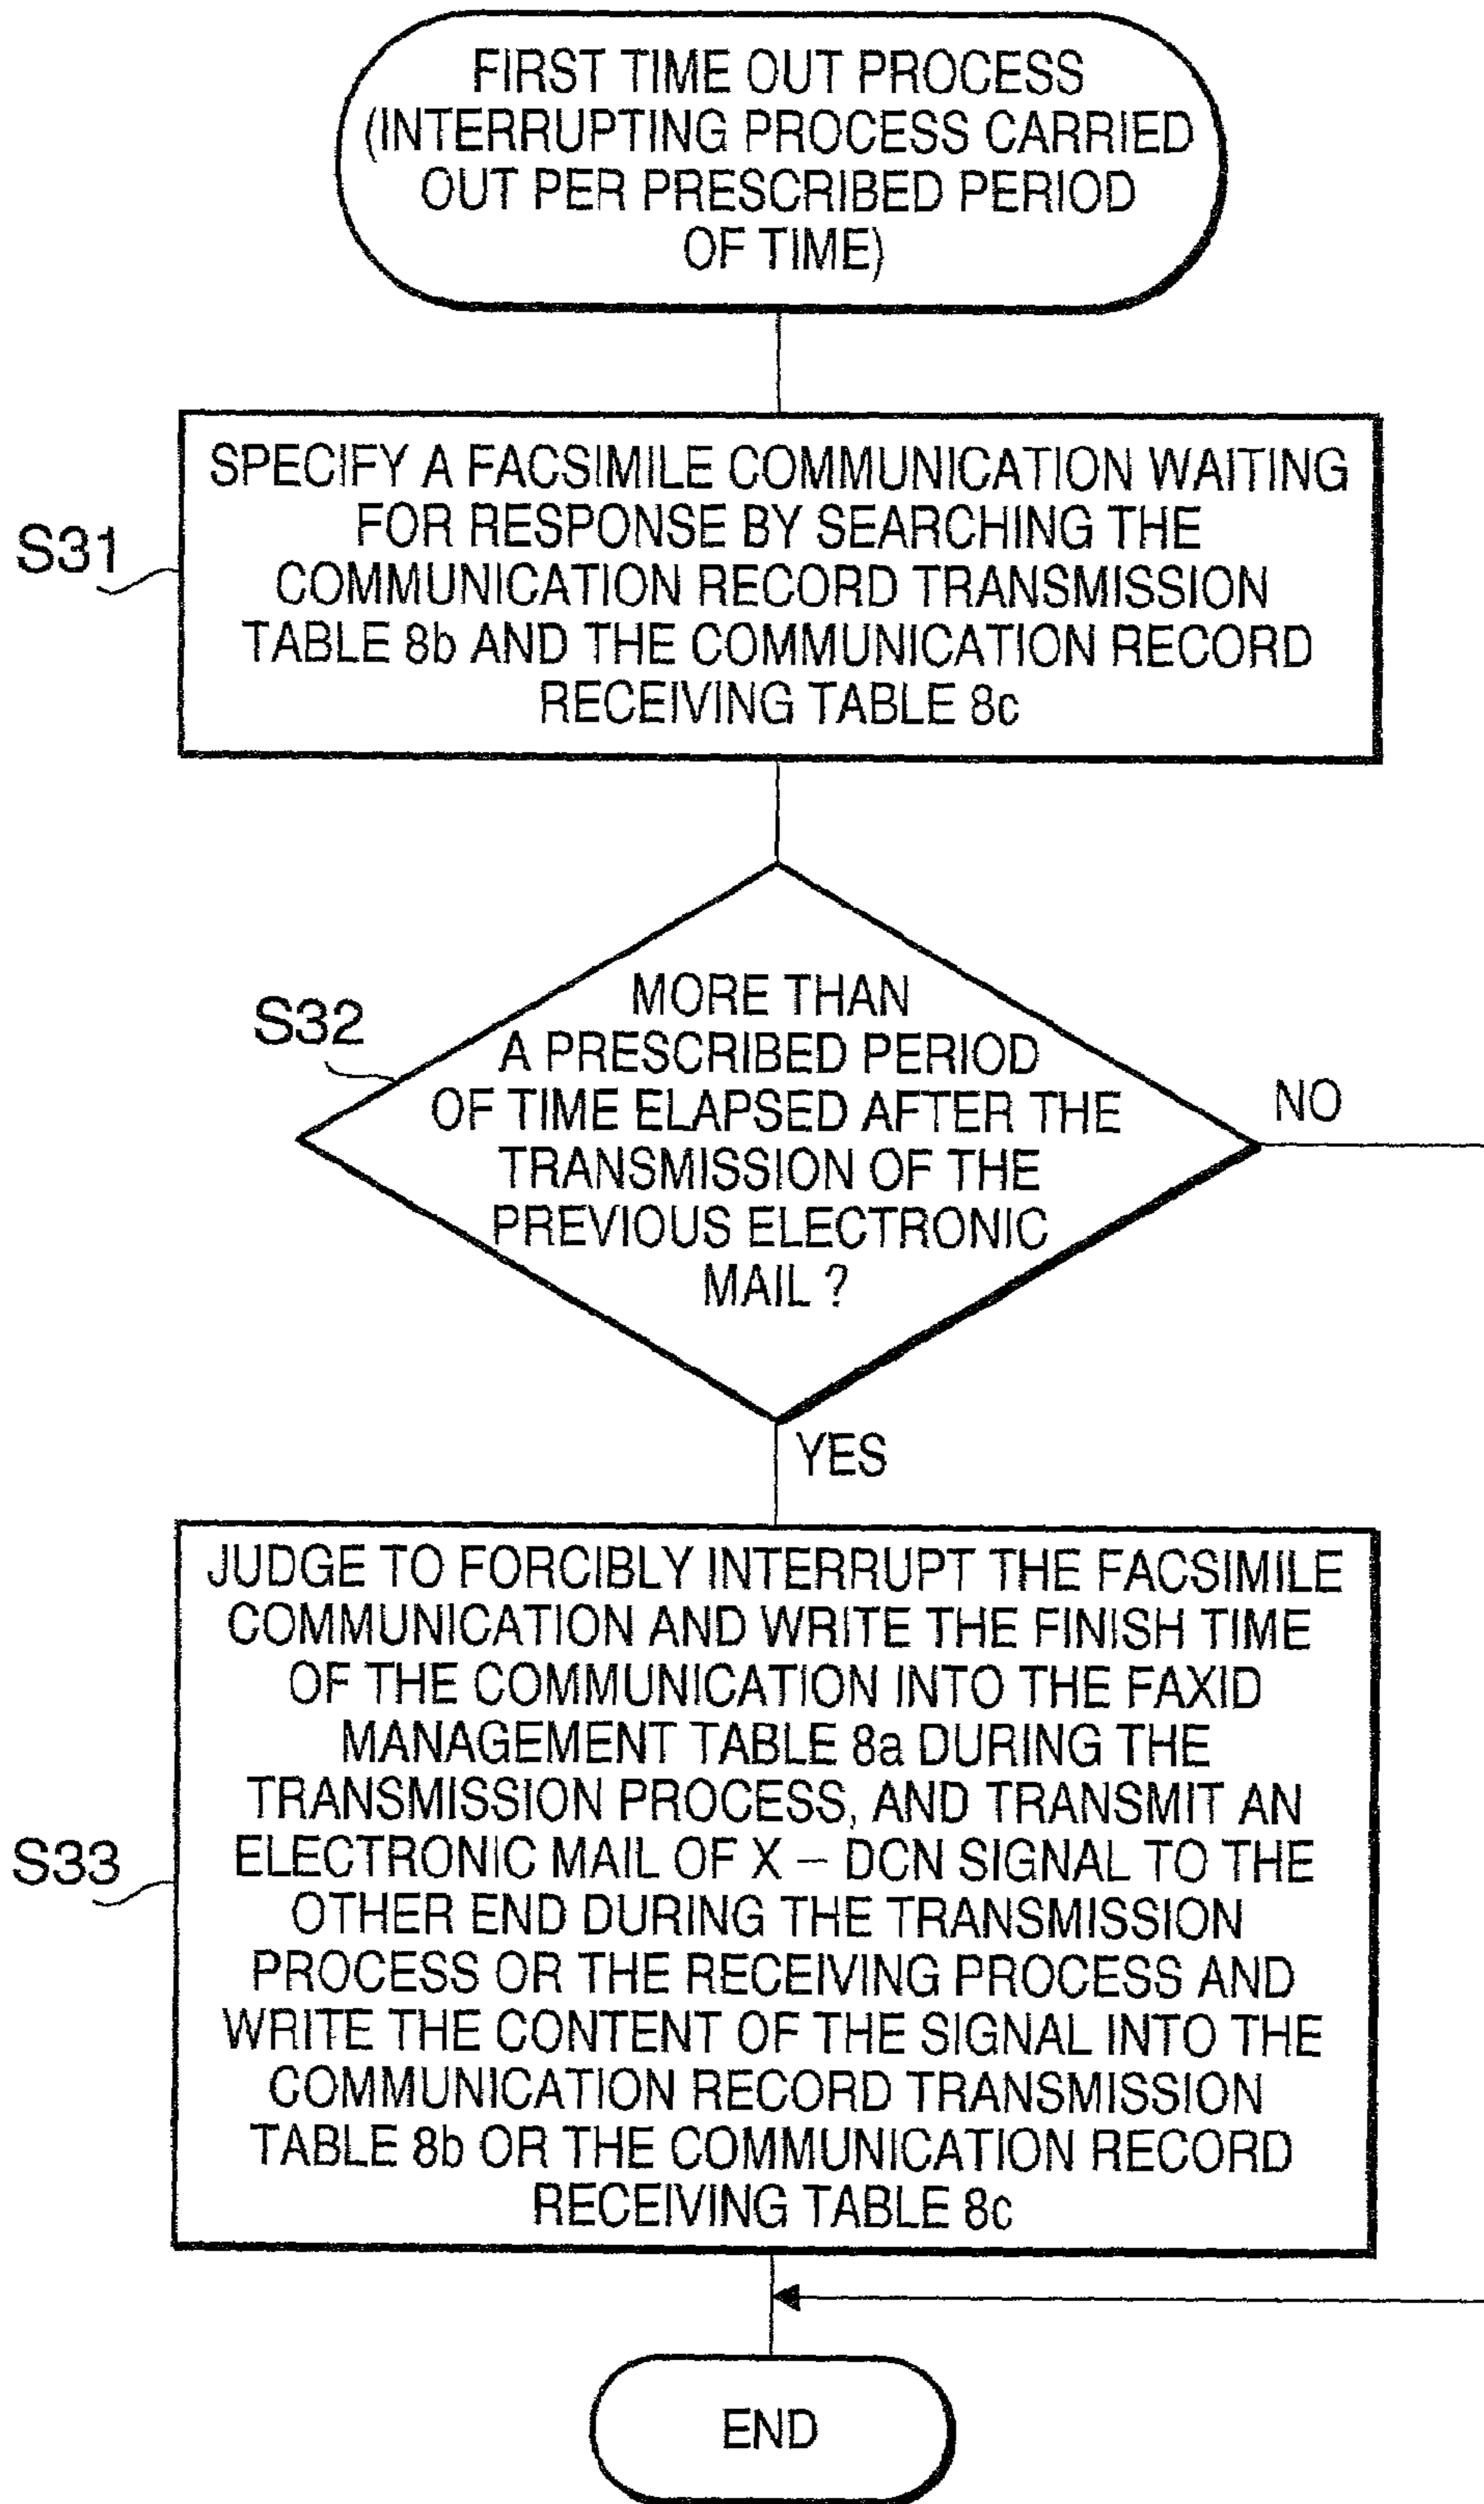 FIRST TIME OUT PROCESS
(INTERRUPTING PROCESS CARRIED
OUT PER PRESCRIBED PERIOD
OF TIME)
S31
SPECIFY A FACSIMILE COMMUNICATION WAITING
FOR RESPONSE BY SEARCHING THE
COMMUNICATION RECORD TRANSMISSION
TABLE 8b AND THE COMMUNICATION RECORD
RECEIVING TABLE 8c
S32
MORE THAN
A PRESCRIBED PERIOD
OF TIME ELAPSED AFTER THE
TRANSMISSION OF THE
PREVIOUS ELECTRONIC
MAIL ?
NO
YES
S33
JUDGE TO FORCIBLY INTERRUPT THE FACSIMILE
COMMUNICATION AND WRITE THE FINISH TIME
OF THE COMMUNICATION INTO THE FAXID
MANAGEMENT TABLE 8a DURING THE
TRANSMISSION PROCESS, AND TRANSMIT AN
ELECTRONIC MAIL OF X – DCN SIGNAL TO THE
OTHER END DURING THE TRANSMISSION
PROCESS OR THE RECEIVING PROCESS AND
WRITE THE CONTENT OF THE SIGNAL INTO THE
COMMUNICATION RECORD TRANSMISSION
TABLE 8b OR THE COMMUNICATION RECORD
RECEIVING TABLE 8c
END